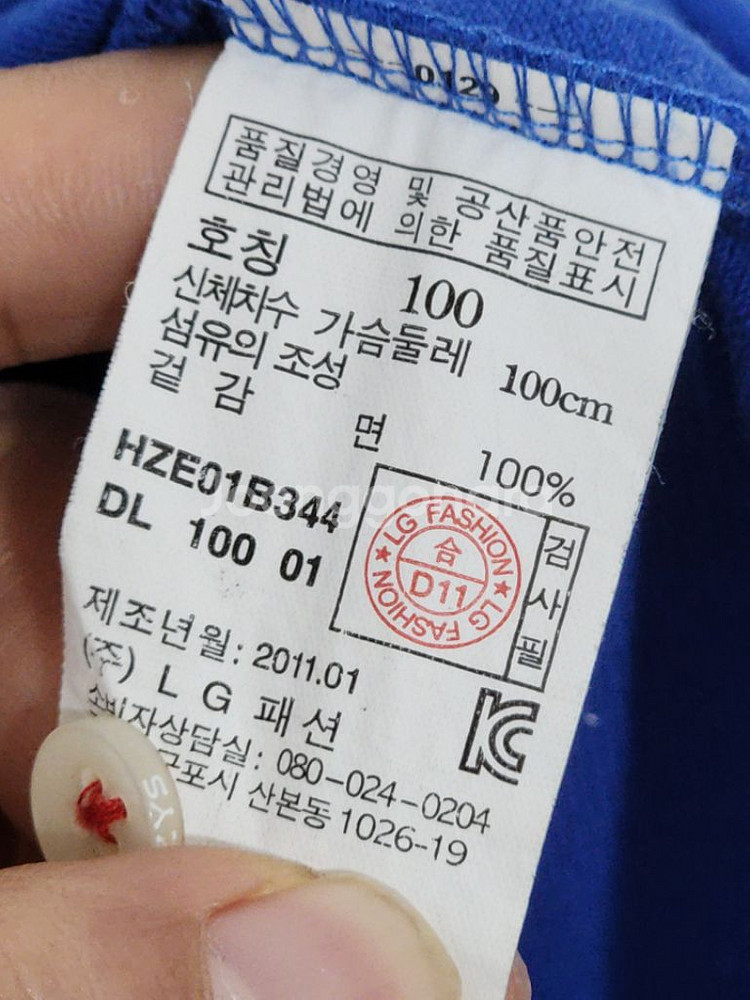 0129
품질경영 및 공산품안전
관리법에 의한 품질표시
호칭 100
신체치수 가슴둘레 100cm
섬유의 조성
겉 감 면 100%
HZE01B344
DL 100 01
LG FASHION ★ LG FASHION ★
合
D11
검사필
제조년월: 2011.01
(주) L G 패션
소비자상담실: 080-024-0204
군포시 산본동 1026-19